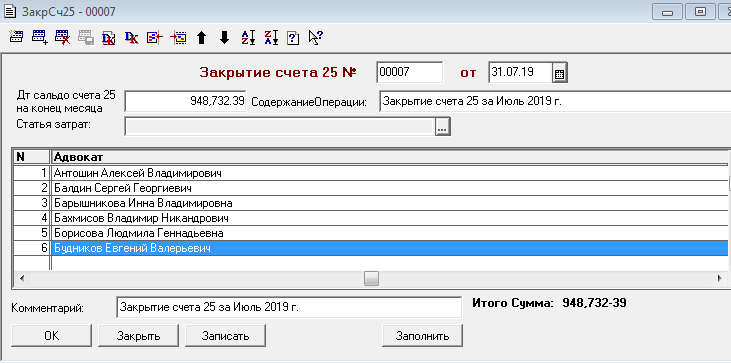 ЗакрСч25 - 00007
Закрытие счета 25 № 00007 от 31.07.19
Дт сальдо счета 25
на конец месяца 948,732.39 СодержаниеОперации: Закрытие счета 25 за Июль 2019 г.
Статья затрат: ...
N Адвокат
1 Антошин Алексей Владимирович
2 Балдин Сергей Георгиевич
3 Барышникова Инна Владимировна
4 Бахмисов Владимир Никандрович
5 Борисова Людмила Геннадьевна
6 Будников Евгений Валерьевич
Комментарий: Закрытие счета 25 за Июль 2019 г. Итого Сумма: 948,732-39
OK Закрыть Записать Заполнить